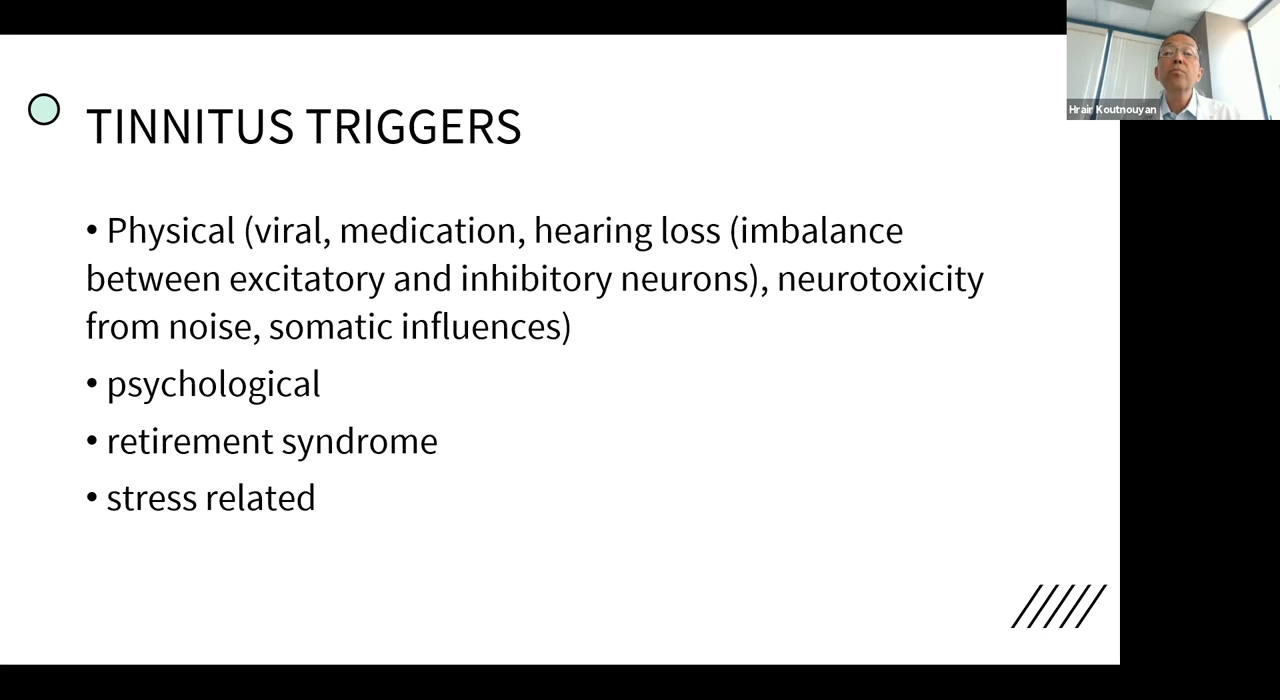 Hrair Koutnouyan
TINNITUS TRIGGERS
• Physical (viral, medication, hearing loss (imbalance
between excitatory and inhibitory neurons), neurotoxicity
from noise, somatic influences)
• psychological
• retirement syndrome
• stress related